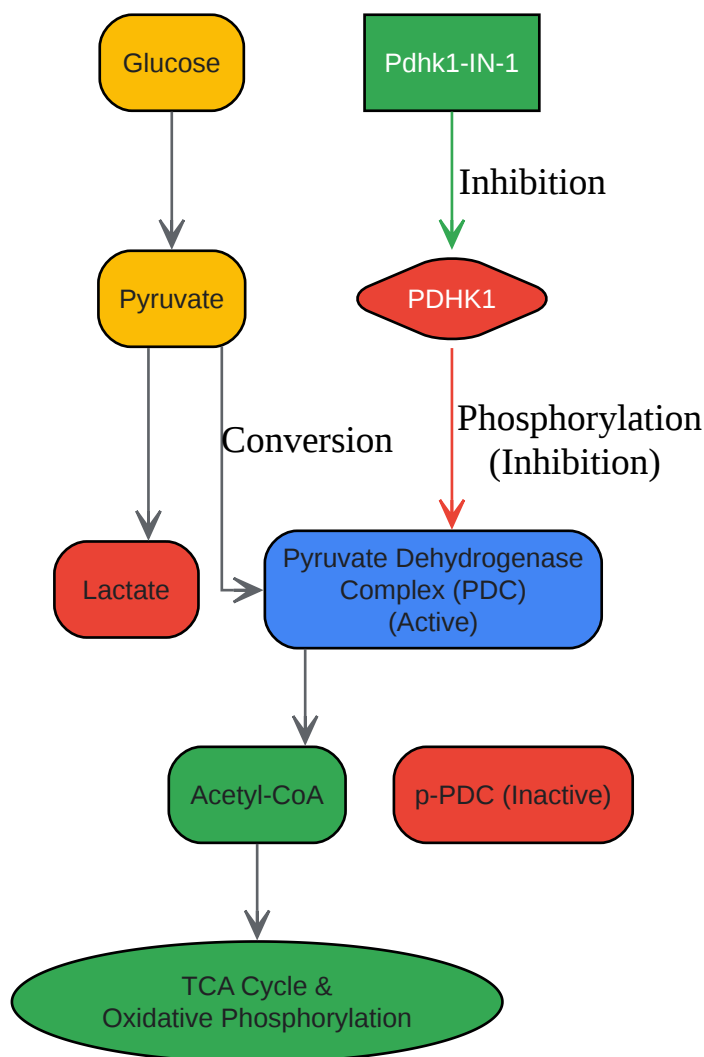 Glucose
Pdhk1-IN-1
Inhibition
Pyruvate
PDHK1
Conversion
Phosphorylation
(Inhibition)
Lactate
Pyruvate Dehydrogenase
Complex (PDC)
(Active)
Acetyl-CoA
p-PDC (Inactive)
TCA Cycle &
Oxidative Phosphorylation